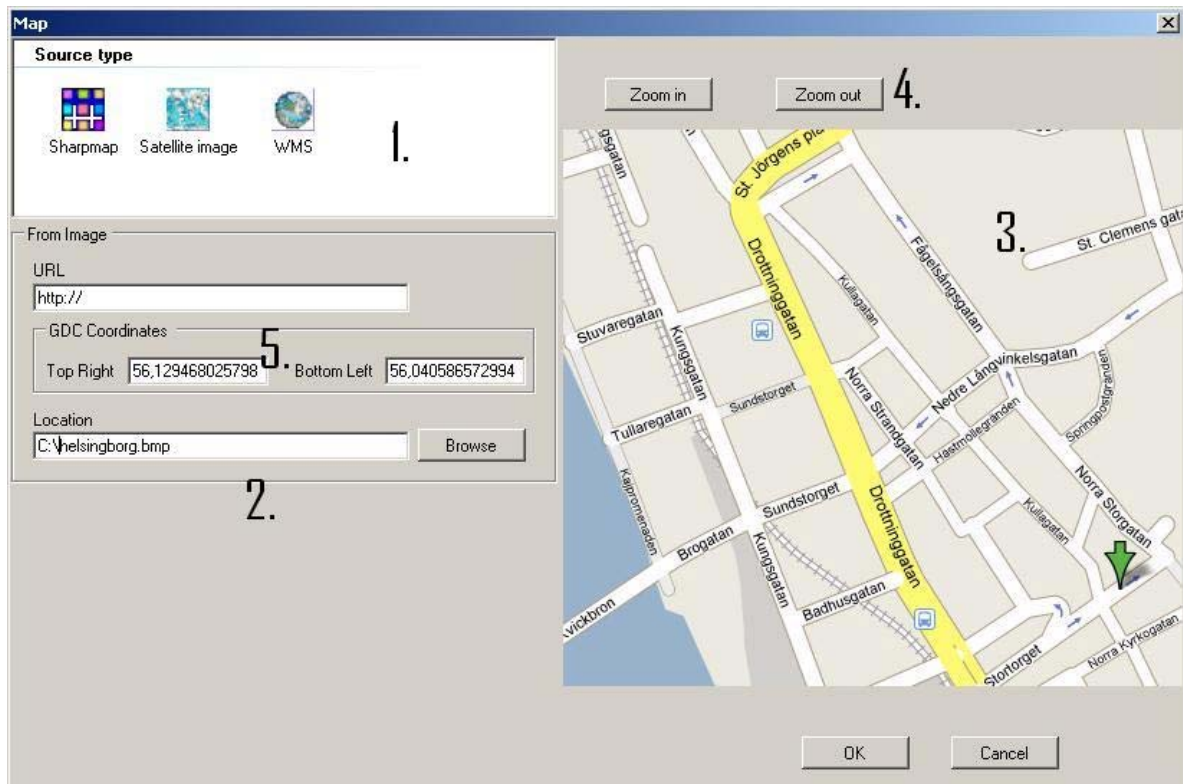 Map
Source type
Sharpmap
Satellite image
WMS
1.
From Image
URL
http://
GDC Coordinates
5.
Top Right 56,129468025798 Bottom Left 56,040586572994
Location
C:\helsingborg.bmp Browse
2.
Zoom in Zoom out 4.
Kungsgatan
St. Jörgens pla
3.
St. Clemens gat
Drottninggatan
Fågelsångsgatan
Kullagatan
Stuvaregatan
Kungsgatan
Nedre Långvinkelsgatan
Norra Strandgatan
Springpostgränden
Sundstorget
Tullaregatan
Hästmöllegränden
Kajpromenaden
Sundstorget
Drottninggatan
Norra Storgatan
Kullagatan
Brogatan
Kungsgatan
Badhusgatan
vickbron
Norra Kyrkogatan
Stortorget
OK Cancel